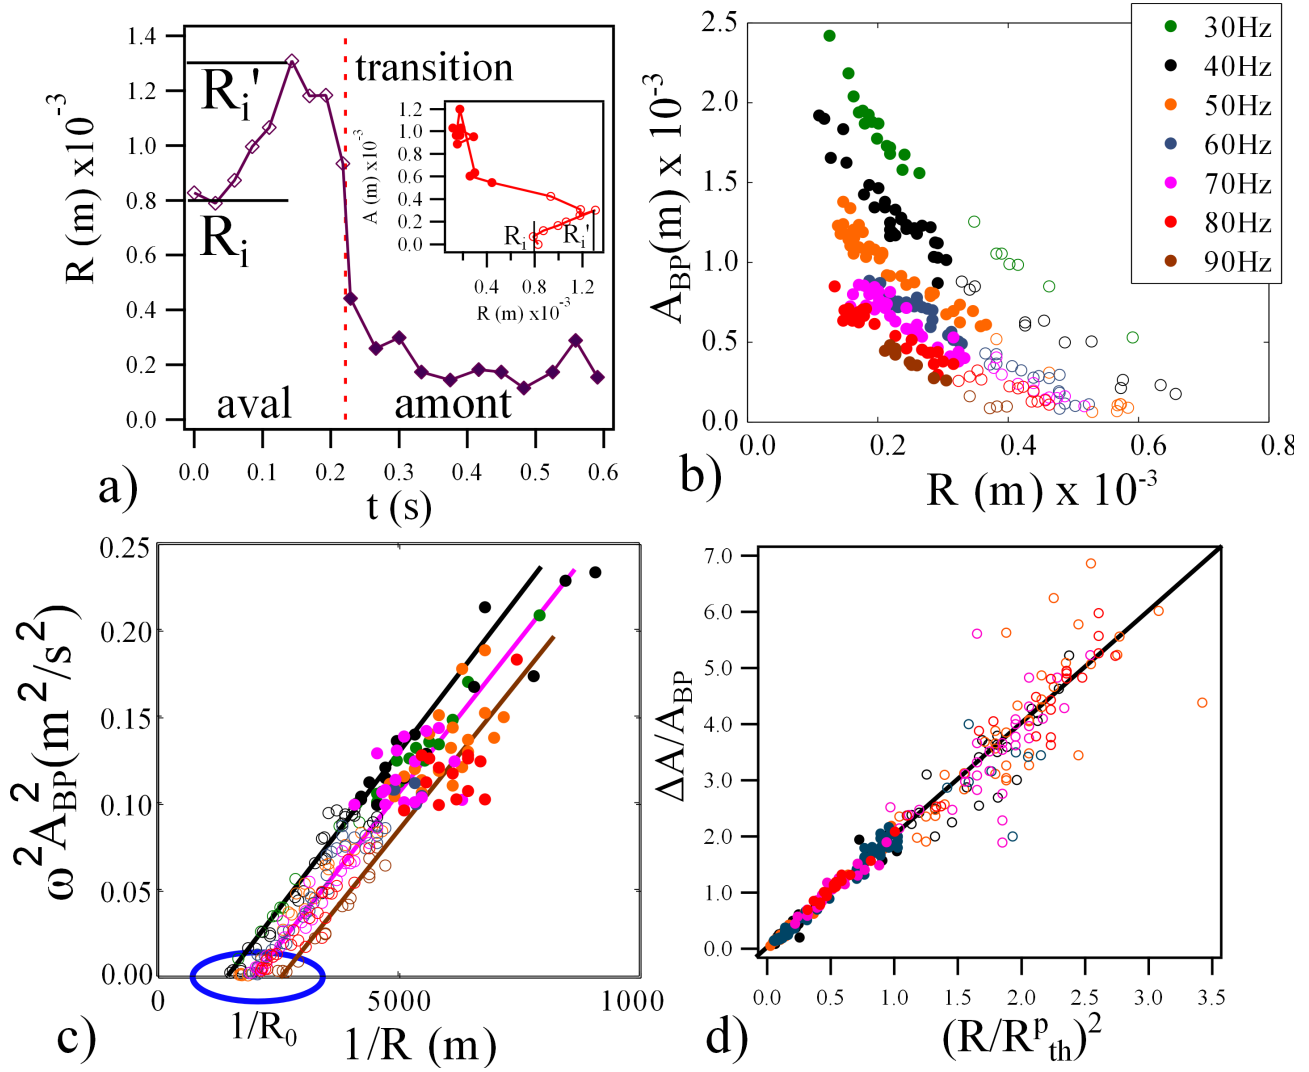 1.4
1.2
1.0
0.8
0.6
0.4
0.2
0.0
R (m) x10⁻³
Rᵢ'
Rᵢ
transition
aval
amont
0.0
0.1
0.2
0.3
0.4
0.5
0.6
t (s)
a)
1.2
1.0
0.8
0.6
0.4
0.2
0.0
A (m) x10⁻³
Rᵢ
Rᵢ'
0.4
0.8
1.2
R (m) x10⁻³
2.5
2.0
1.5
1.0
0.5
0.0
A_BP(m) x 10⁻³
30Hz
40Hz
50Hz
60Hz
70Hz
80Hz
90Hz
0.0
0.2
0.4
0.6
0.8
R (m) x 10⁻³
b)
0.25
0.20
0.15
0.10
0.05
0.00
ω²A²_BP(m²/s²)
0
5000
1000
1/R₀
1/R (m)
c)
7.0
6.0
5.0
4.0
3.0
2.0
1.0
0.0
ΔA/A_BP
0.0
0.5
1.0
1.5
2.0
2.5
3.0
3.5
(R/Rᵖ_th)²
d)